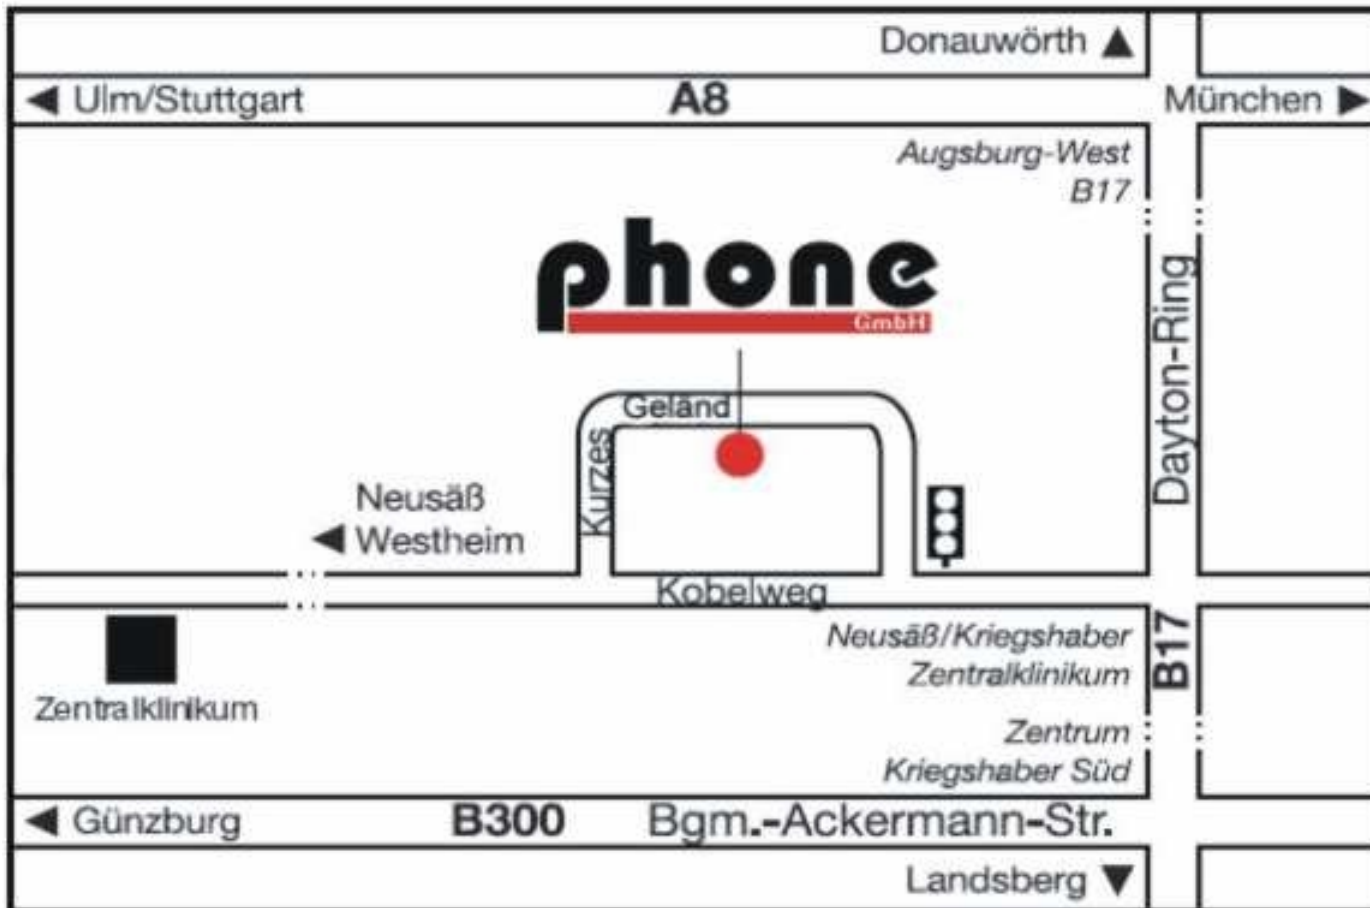 Donauwörth
Ulm/Stuttgart A8 München
Augsburg-West
B17
phone
GmbH
Dayton-Ring
Geländ
Kurzes
Neusäß
Westheim
Kobelweg
Neusäß/Kriegshaber
Zentralklinikum
B17
Zentralklinikum
Zentrum
Kriegshaber Süd
Günzburg B300 Bgm.-Ackermann-Str.
Landsberg